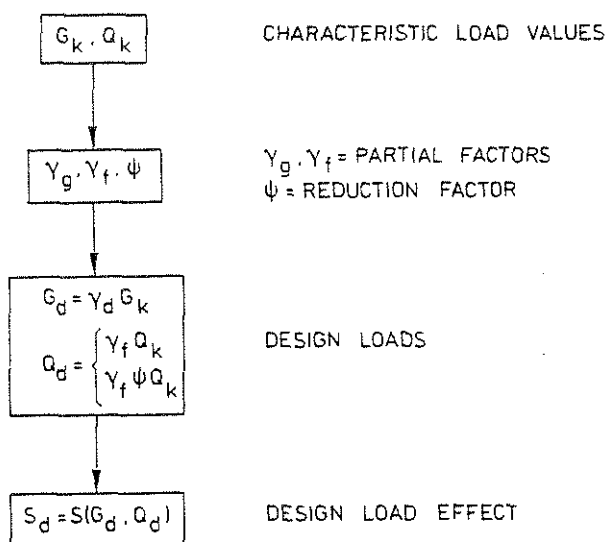 G_k, Q_k CHARACTERISTIC LOAD VALUES
γ_g, γ_f, ψ
γ_g, γ_f = PARTIAL FACTORS
ψ = REDUCTION FACTOR
G_d = γ_d G_k
Q_d = { γ_f Q_k
γ_f ψ Q_k
DESIGN LOADS
S_d = S(G_d, Q_d) DESIGN LOAD EFFECT